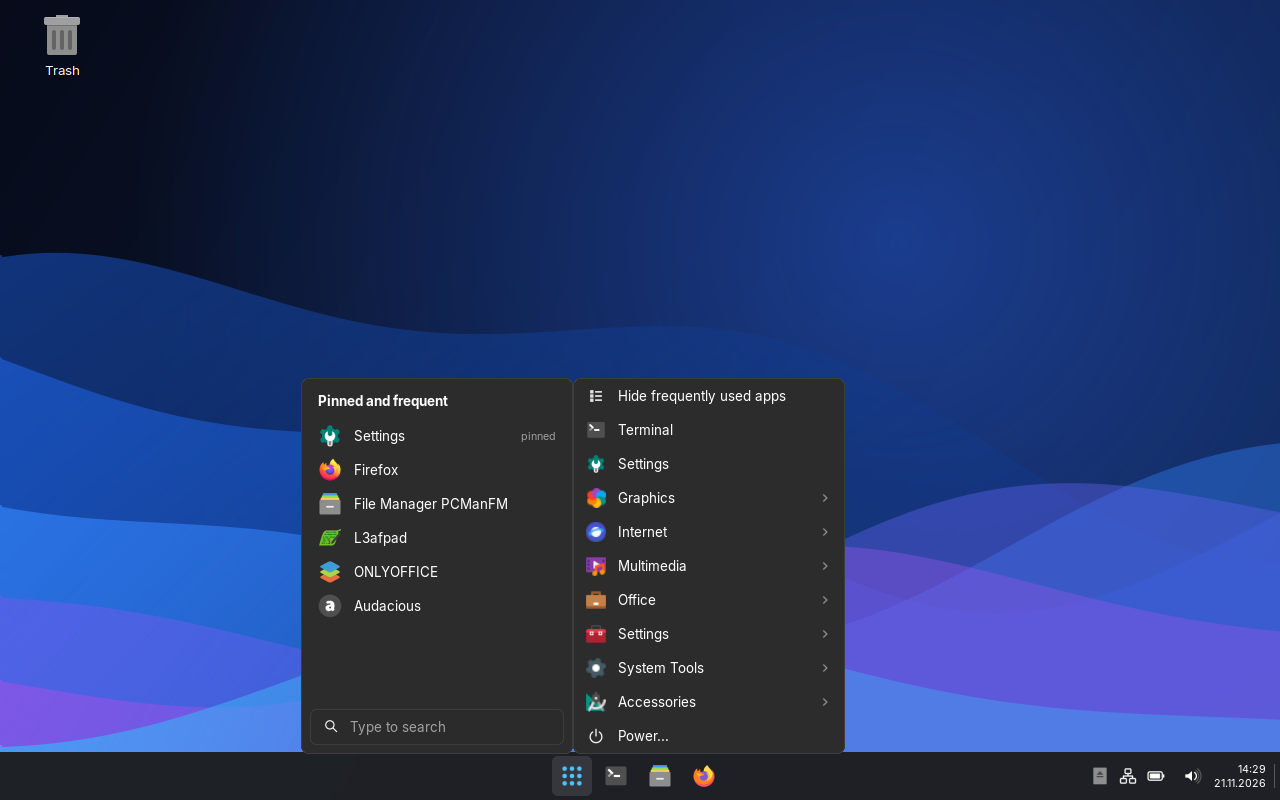 Trash
Pinned and frequent
Settings pinned
Firefox
File Manager PCManFM
L3afpad
ONLYOFFICE
Audacious
Type to search
Hide frequently used apps
Terminal
Settings
Graphics
Internet
Multimedia
Office
Settings
System Tools
Accessories
Power...
14:29
21.11.2026